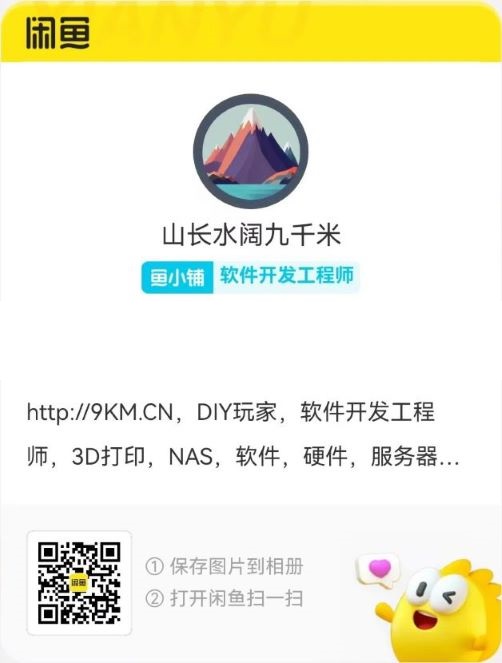 XIANYU
闲鱼
山长水阔九千米
鱼小铺 软件开发工程师
http://9KM.CN，DIY玩家，软件开发工程
师，3D打印，NAS，软件，硬件，服务器...
闲鱼
① 保存图片到相册
② 打开闲鱼扫一扫